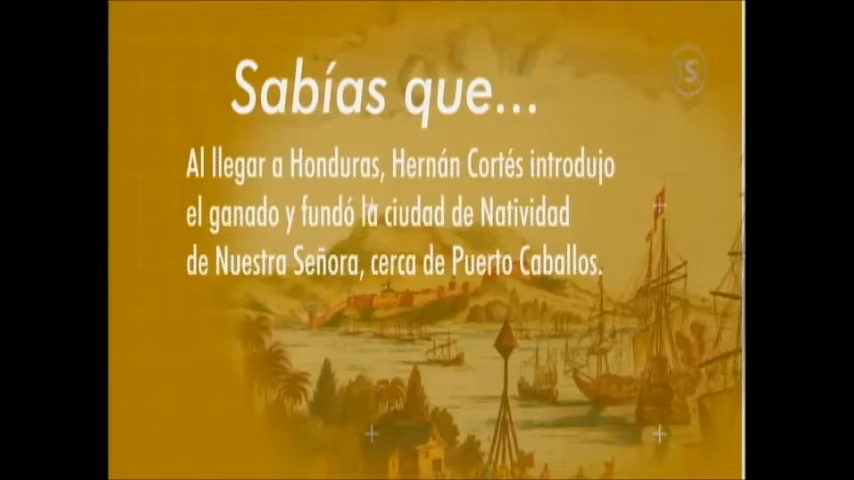 Sabías que...
TS
Al llegar a Honduras, Hernán Cortés introdujo
el ganado y fundó la ciudad de Natividad
de Nuestra Señora, cerca de Puerto Caballos.